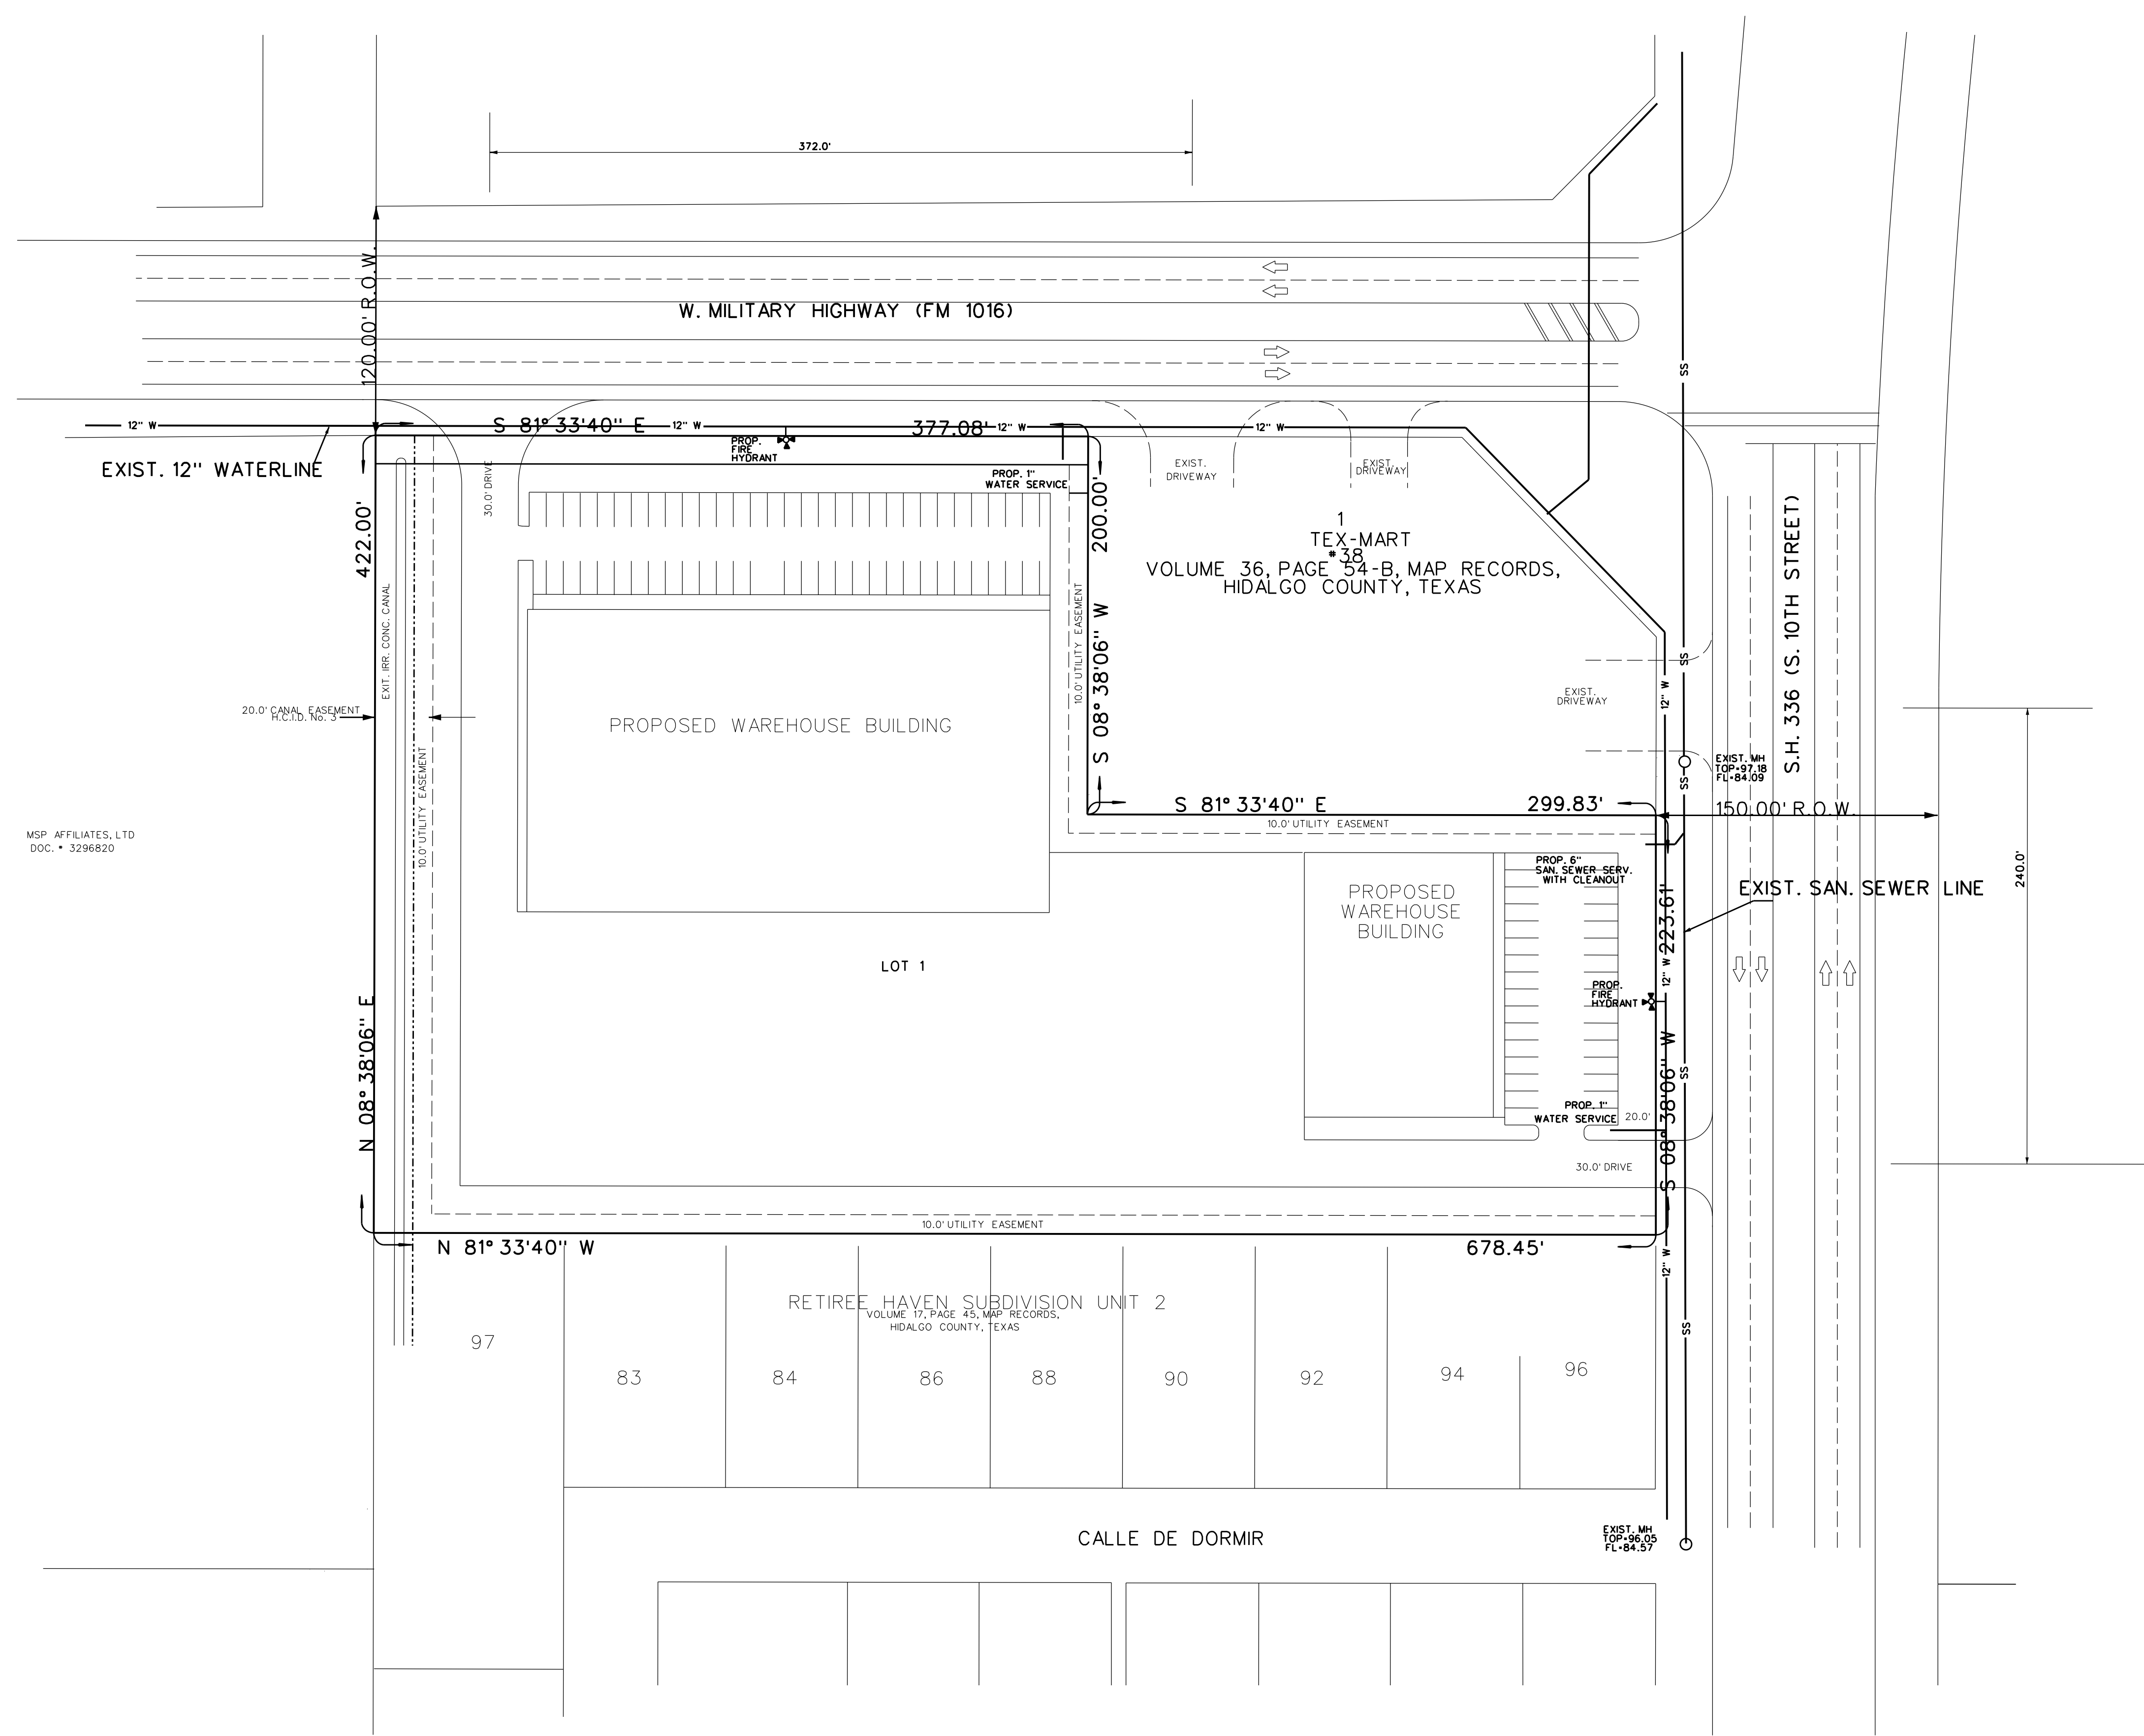 372.0'
120.00' R.O.W.
W. MILITARY HIGHWAY (FM 1016)
SS
12" W
S 81° 33'40" E
12" W
377.08'
12" W
12" W
EXIST. 12" WATERLINE
PROP.
FIRE
HYDRANT
30.0' DRIVE
PROP. 1"
WATER SERVICE
EXIST.
DRIVEWAY
EXIST.
DRIVEWAY
422.00'
200.00'
1
TEX-MART
#38
VOLUME 36, PAGE 54-B, MAP RECORDS,
HIDALGO COUNTY, TEXAS
S.H. 336 (S. 10TH STREET)
EXIT. IRR. CONC. CANAL
10.0' UTILITY EASEMENT
S 08° 38'06" W
SS
12" W
EXIST.
DRIVEWAY
20.0' CANAL EASEMENT
H.C.I.D. No. 3
PROPOSED WAREHOUSE BUILDING
10.0' UTILITY EASEMENT
EXIST. MH
TOP=97.18
FL=84.09
SS
S 81° 33'40" E
299.83'
150.00' R.O.W.
10.0' UTILITY EASEMENT
MSP AFFILIATES, LTD
DOC. # 3296820
PROP. 6"
SAN. SEWER SERV.
WITH CLEANOUT
240.0'
EXIST. SAN. SEWER LINE
PROPOSED
WAREHOUSE
BUILDING
223.61'
LOT 1
12" W
PROP.
FIRE
HYDRANT
N 08° 38'06" E
S 08° 38'06" W
SS
PROP. 1"
WATER SERVICE
20.0'
30.0' DRIVE
10.0' UTILITY EASEMENT
N 81° 33'40" W
678.45'
12" W
RETIREE HAVEN SUBDIVISION UNIT 2
VOLUME 17, PAGE 45, MAP RECORDS,
HIDALGO COUNTY, TEXAS
SS
97
83
84
86
88
90
92
94
96
CALLE DE DORMIR
EXIST. MH
TOP=96.05
FL=84.57